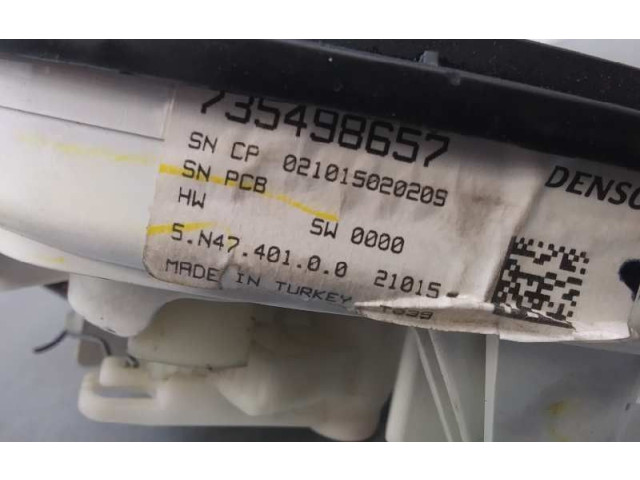 735498657
SN CP 021015020209
DENSO
SN PCB
HW SW 0000
5.N47.401.0.0 21015-
MADE IN TURKEY T039